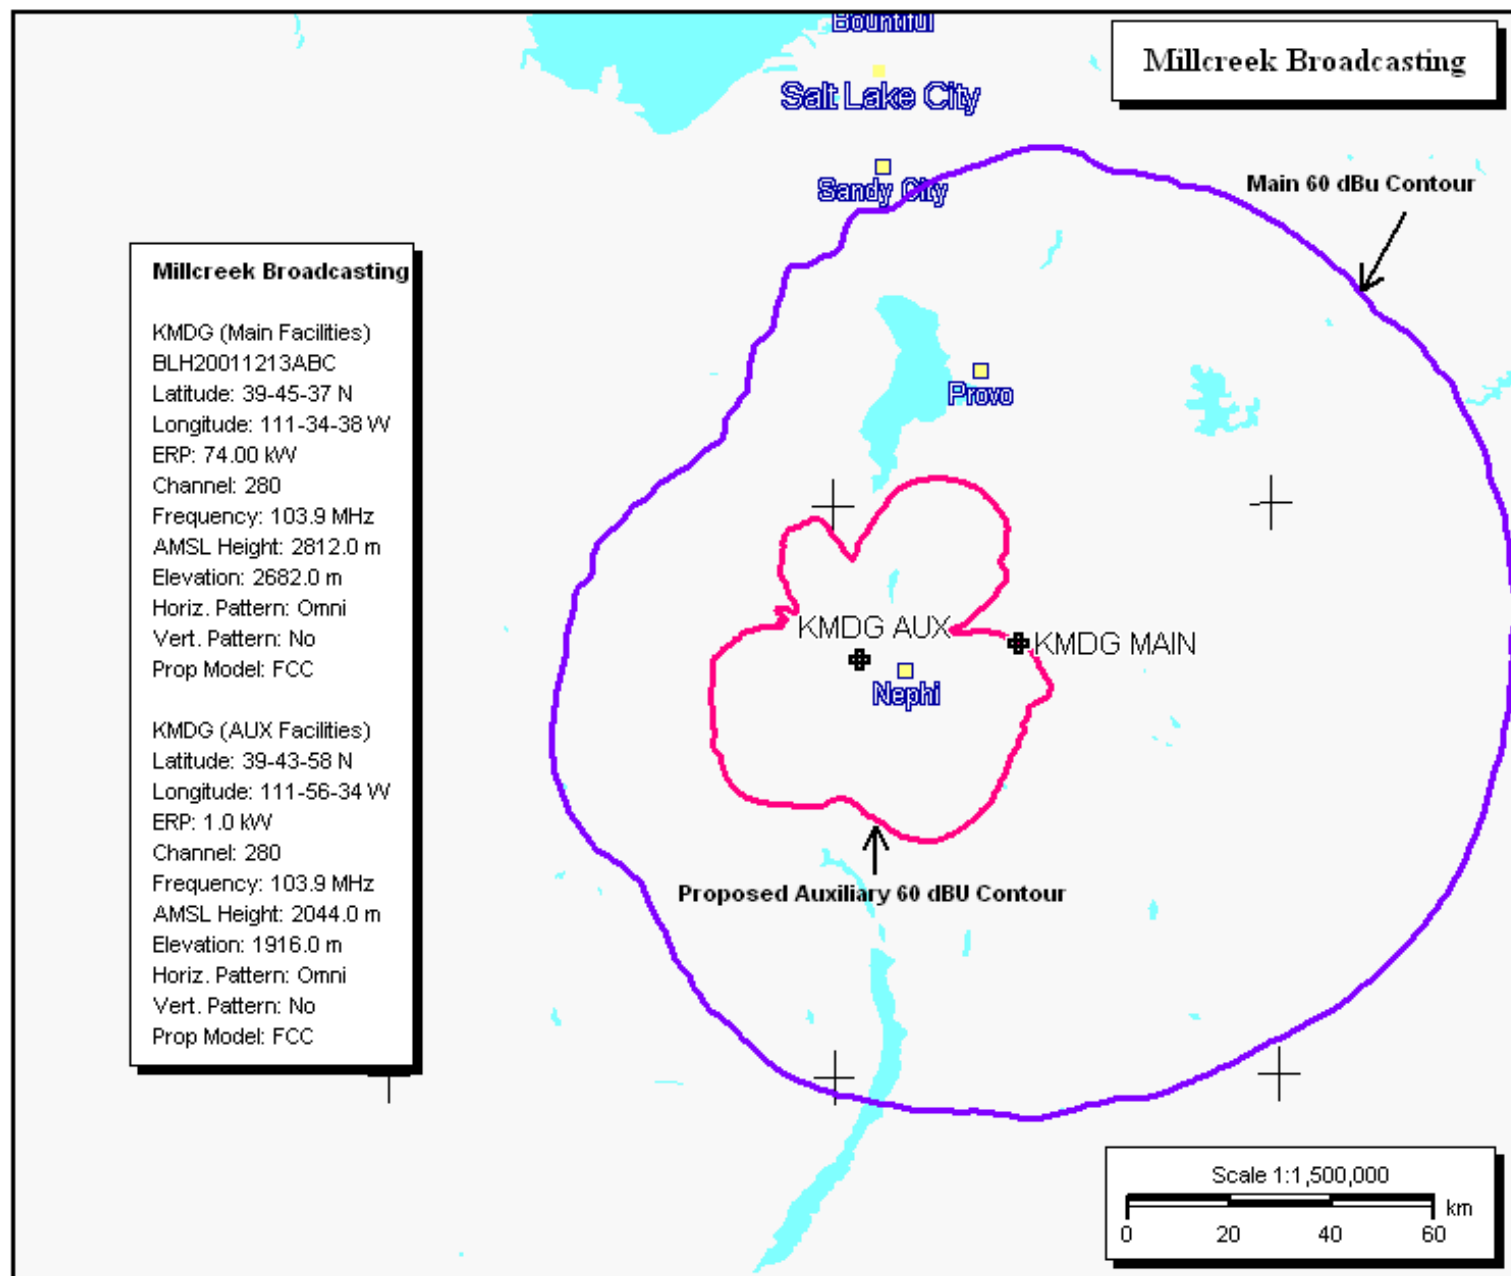 Bountiful
Millcreek Broadcasting
Salt Lake City
Sandy City
Main 60 dBu Contour
Millcreek Broadcasting
KMDG (Main Facilities)
BLH20011213ABC
Latitude: 39-45-37 N
Longitude: 111-34-38 W
ERP: 74.00 kW
Channel: 280
Frequency: 103.9 MHz
AMSL Height: 2812.0 m
Elevation: 2682.0 m
Horiz. Pattern: Omni
Vert. Pattern: No
Prop Model: FCC
KMDG (AUX Facilities)
Latitude: 39-43-58 N
Longitude: 111-56-34 W
ERP: 1.0 kW
Channel: 280
Frequency: 103.9 MHz
AMSL Height: 2044.0 m
Elevation: 1916.0 m
Horiz. Pattern: Omni
Vert. Pattern: No
Prop Model: FCC
Provo
KMDG AUX
KMDG MAIN
Nephi
Proposed Auxiliary 60 dBU Contour
Scale 1:1,500,000
km
0 20 40 60